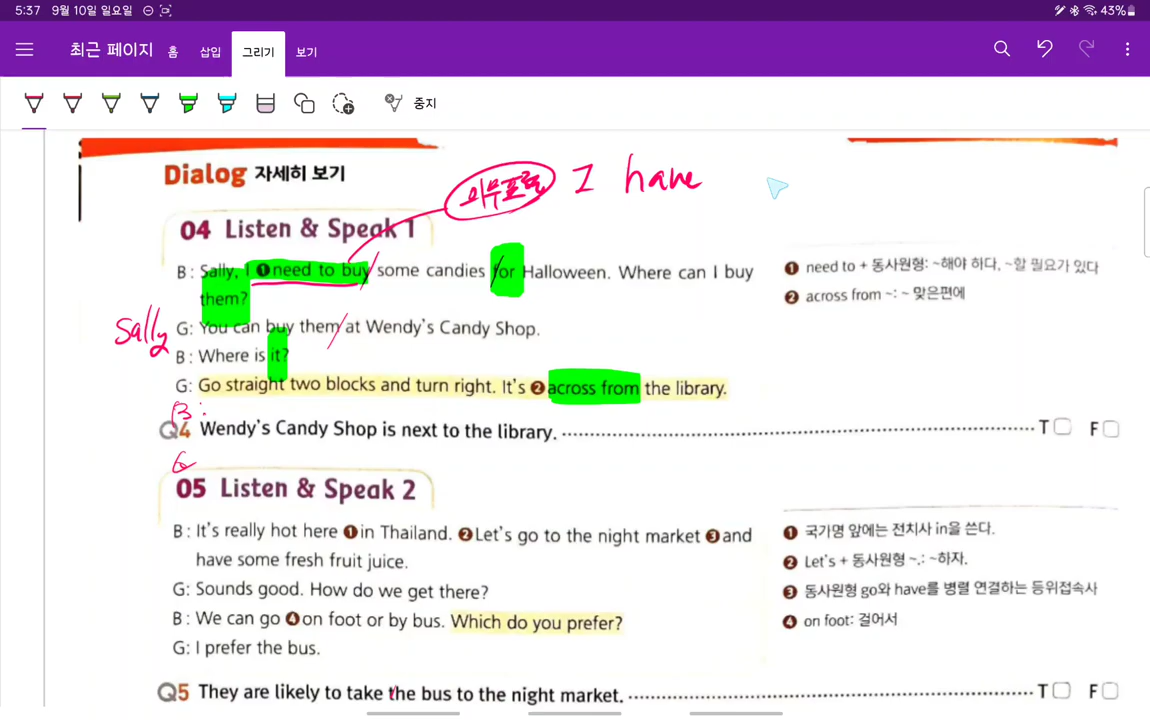 5:37 9월 10일 일요일 43%
최근 페이지 홈 삽입 그리기 보기
중지
Dialog 자세히 보기
의무표현 I have
04 Listen & Speak 1
B: Sally, I ❶need to buy some candies for Halloween. Where can I buy
them?
Sally G: You can buy them at Wendy's Candy Shop.
B: Where is it?
G: Go straight two blocks and turn right. It's ❷across from the library.
❶ need to + 동사원형: ~해야 하다, ~할 필요가 있다
❷ across from ~: ~ 맞은편에
B:
Q4 Wendy's Candy Shop is next to the library. T F
G
05 Listen & Speak 2
B: It's really hot here ❶in Thailand. ❷Let's go to the night market ❸and
have some fresh fruit juice.
G: Sounds good. How do we get there?
B: We can go ❹on foot or by bus. Which do you prefer?
G: I prefer the bus.
❶ 국가명 앞에는 전치사 in을 쓴다.
❷ Let's + 동사원형 ~.: ~하자.
❸ 동사원형 go와 have를 병렬 연결하는 등위접속사
❹ on foot: 걸어서
Q5 They are likely to take the bus to the night market. T F